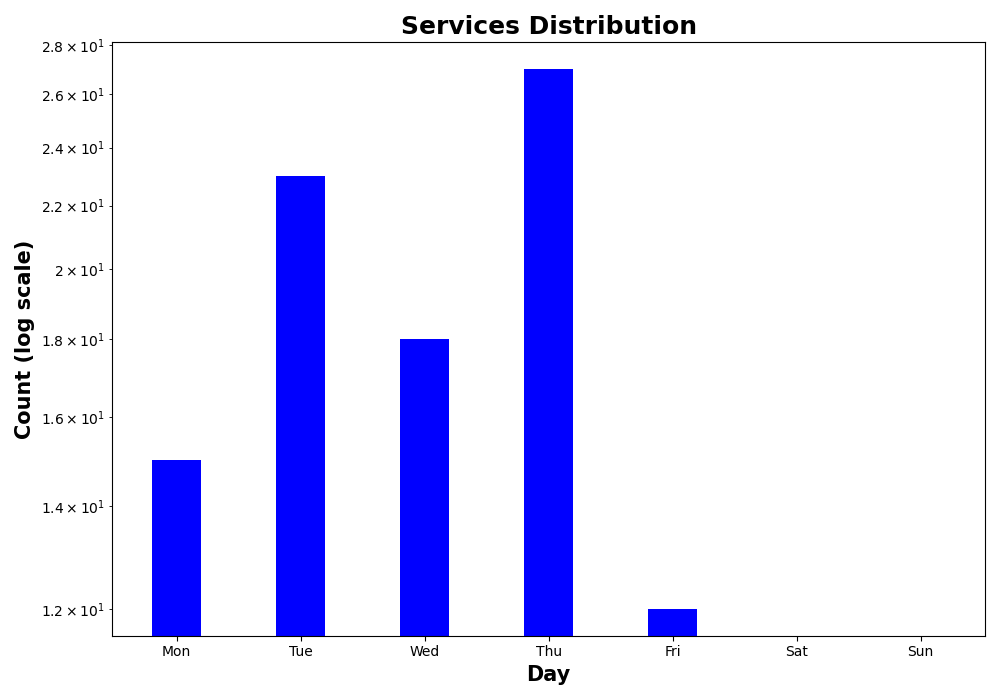 Services Distribution
2.8 × 10¹
2.6 × 10¹
2.4 × 10¹
2.2 × 10¹
2 × 10¹
1.8 × 10¹
1.6 × 10¹
1.4 × 10¹
1.2 × 10¹
Count (log scale)
Mon Tue Wed Thu Fri Sat Sun
Day